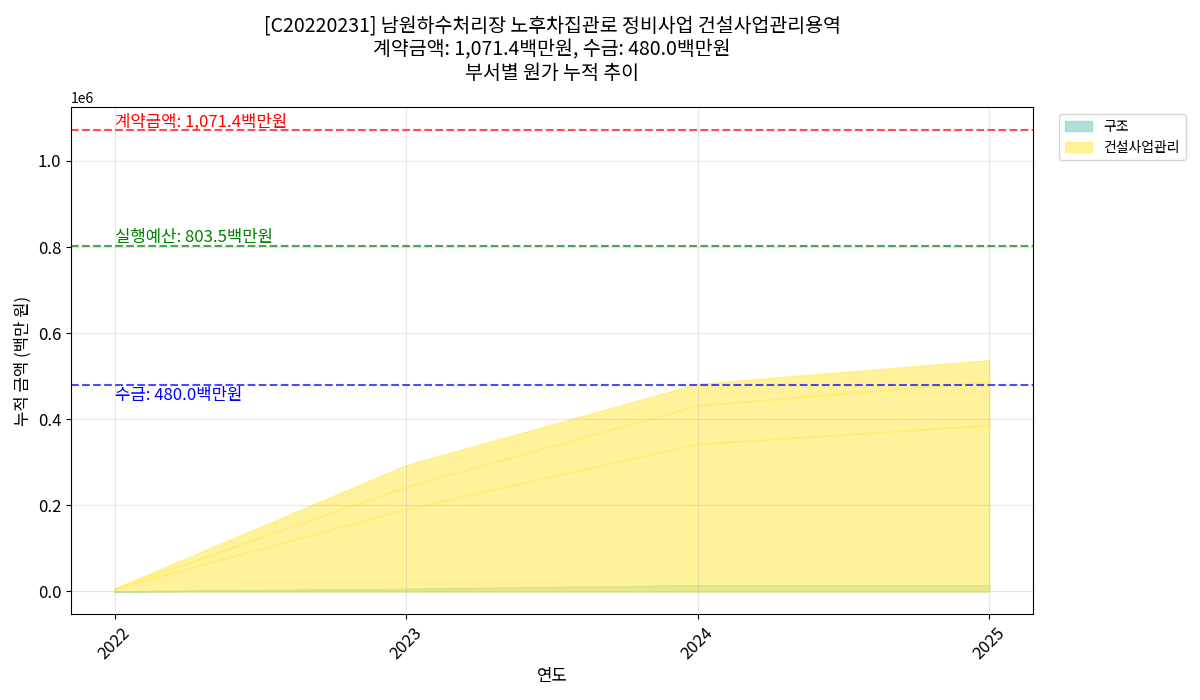 [C20220231] 남원하수처리장 노후차집관로 정비사업 건설사업관리용역
계약금액: 1,071.4백만원, 수금: 480.0백만원
부서별 원가 누적 추이
1e6
계약금액: 1,071.4백만원
실행예산: 803.5백만원
수금: 480.0백만원
구조
건설사업관리
누적 금액 (백만 원)
1.0
0.8
0.6
0.4
0.2
0.0
2022
2023
2024
2025
연도